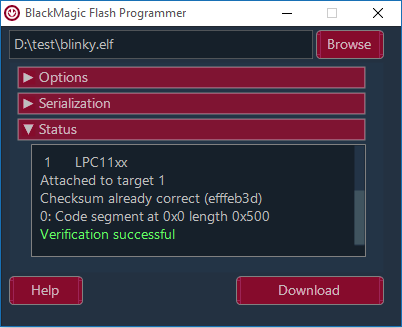 BlackMagic Flash Programmer
D:\test\blinky.elf Browse
▶ Options
▶ Serialization
▼ Status
1 LPC11xx
Attached to target 1
Checksum already correct (efffeb3d)
0: Code segment at 0x0 length 0x500
Verification successful
Help Download